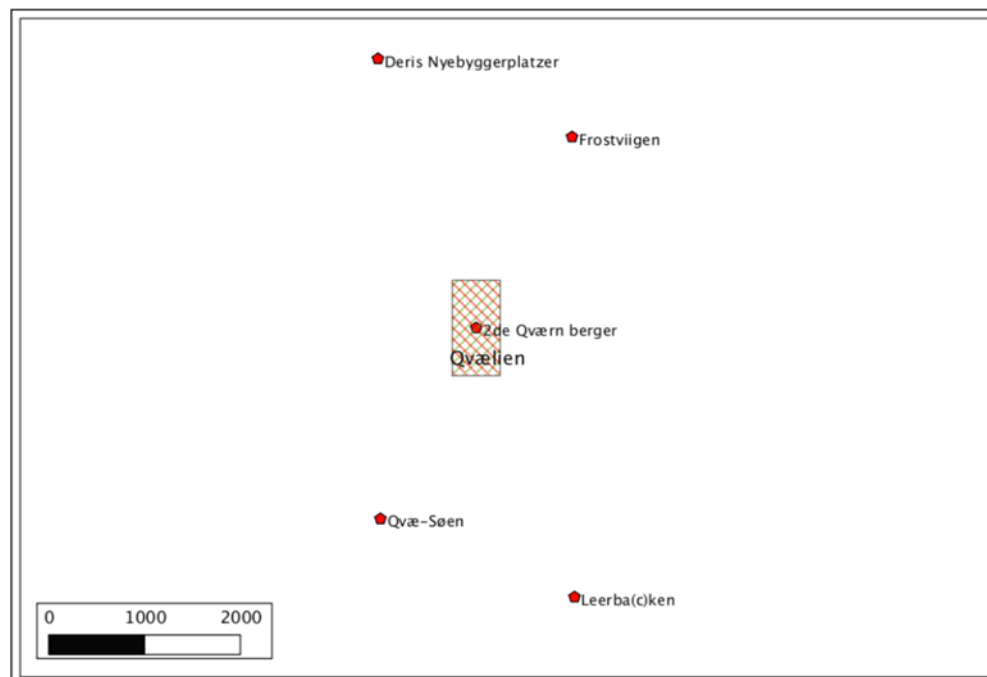 Deris Nyebyggerplatzer
Frostviigen
2de Qværn berger
Qvælien
Qvæ-Søen
Leerba(c)ken
0 1000 2000